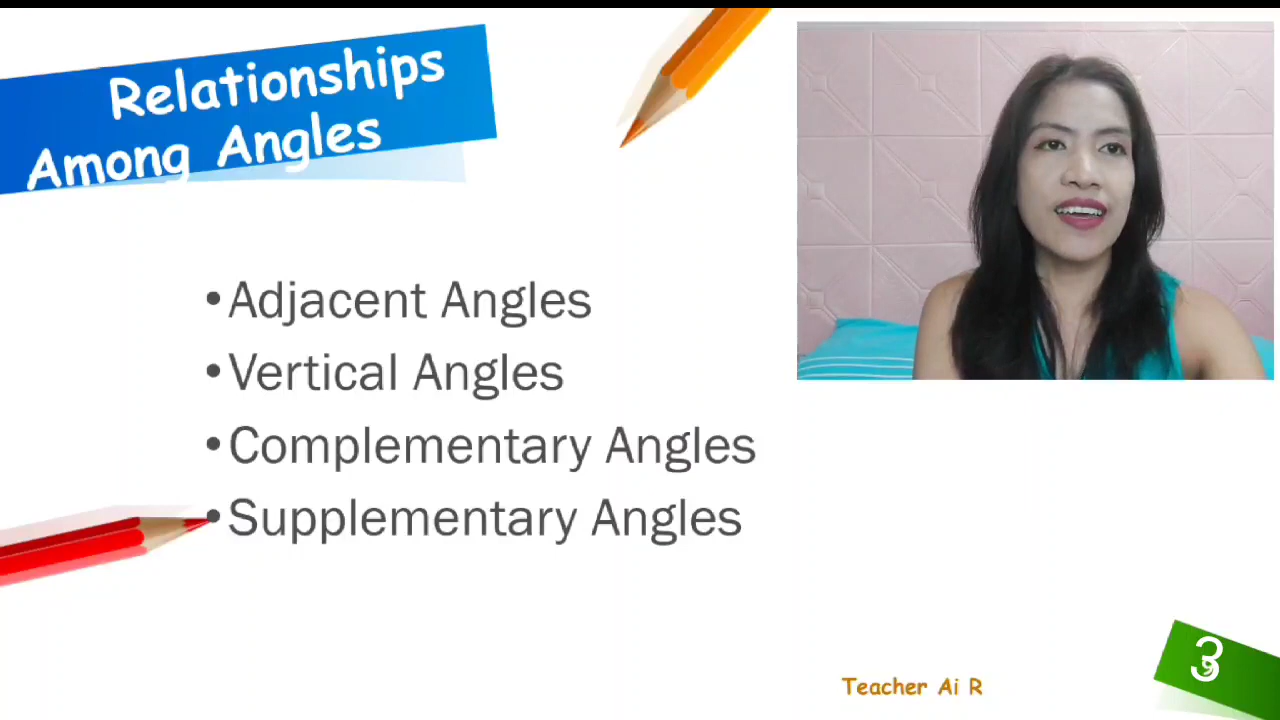 Relationships
Among Angles
•Adjacent Angles
•Vertical Angles
•Complementary Angles
•Supplementary Angles
Teacher Ai R
3